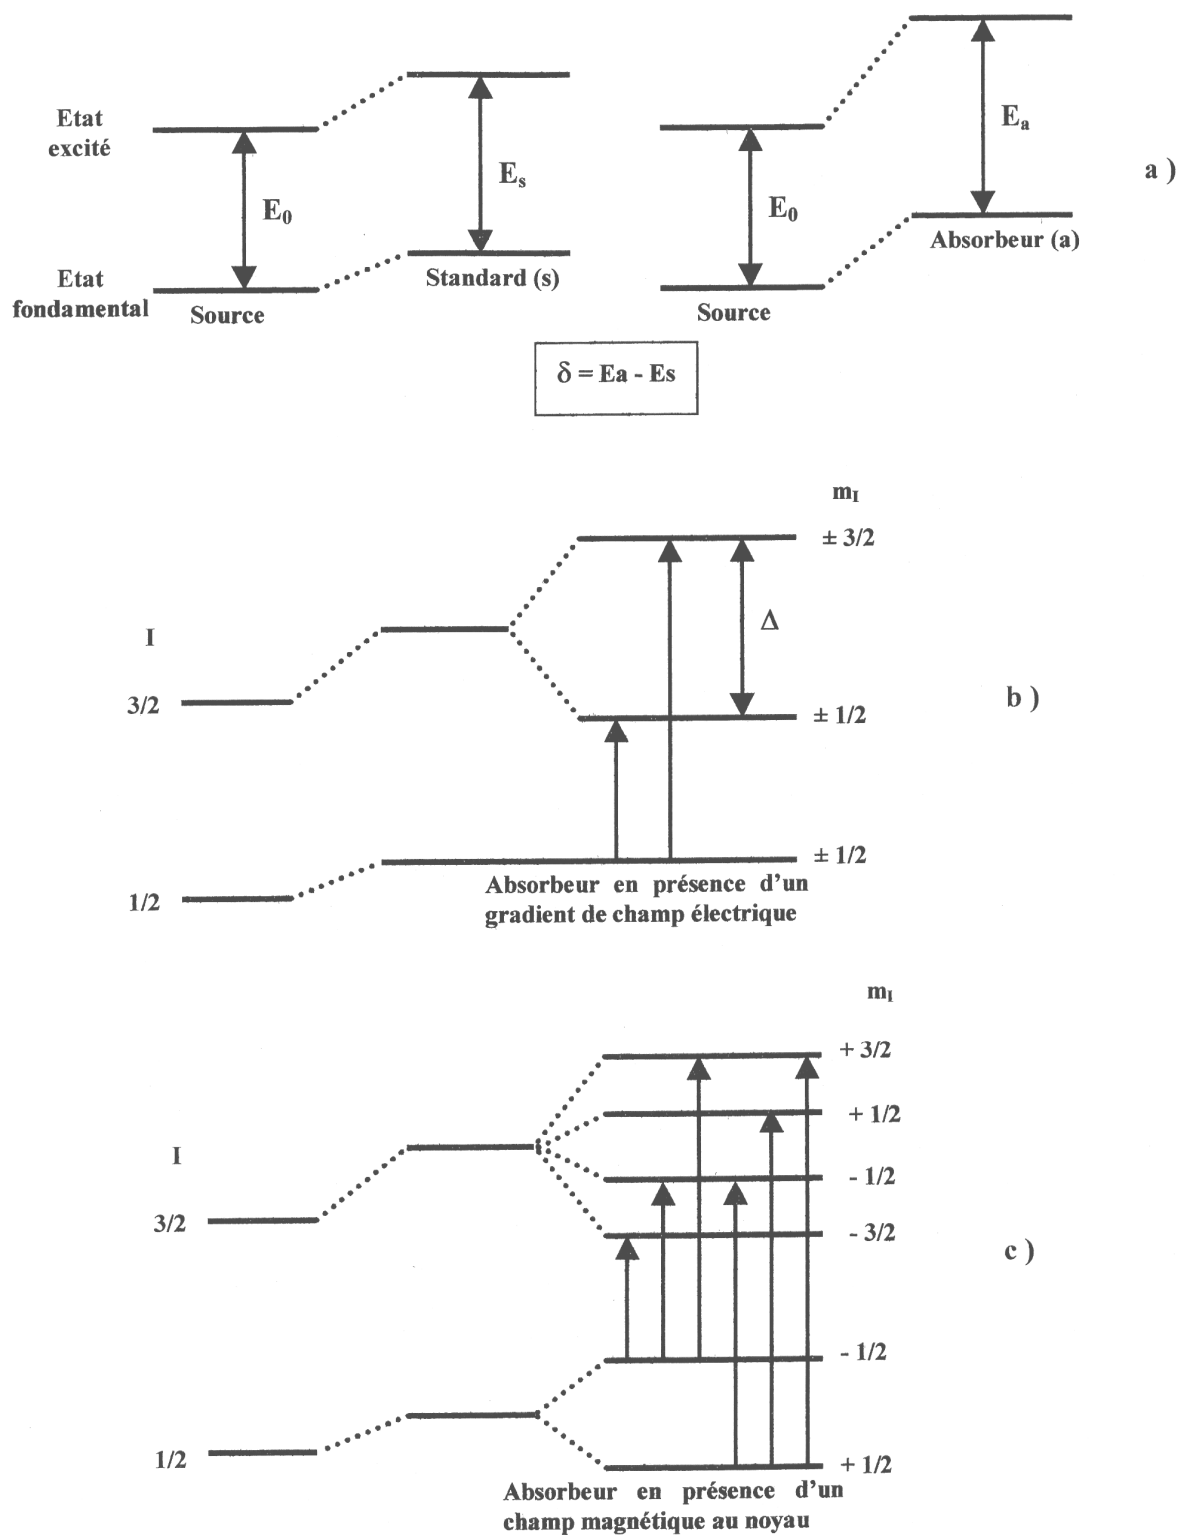 Etat
excité
E₀
Eₛ
Etat
fondamental
Source
Standard (s)
E₀
Eₐ
a )
Source
Absorbeur (a)
δ = Ea - Es
m_I
± 3/2
Δ
I
3/2
± 1/2
b )
± 1/2
1/2
Absorbeur en présence d’un
gradient de champ électrique
m_I
+ 3/2
+ 1/2
I
- 1/2
3/2
- 3/2
c )
- 1/2
1/2
+ 1/2
Absorbeur en présence d’un
champ magnétique au noyau